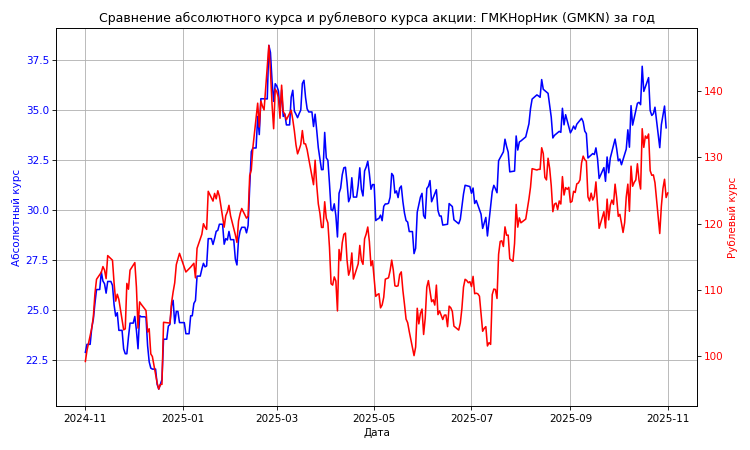 Сравнение абсолютного курса и рублевого курса акции: ГМКНорНик (GMKN) за год
37.5
35.0
32.5
30.0
27.5
25.0
22.5
Абсолютный курс
140
130
120
110
100
Рублевый курс
2024-11 2025-01 2025-03 2025-05 2025-07 2025-09 2025-11
Дата